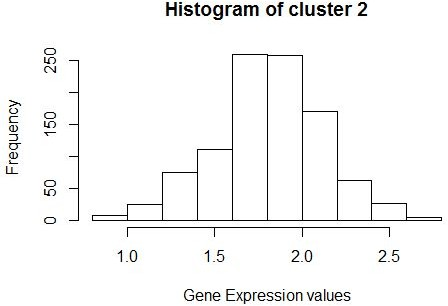 Histogram of cluster 2
Frequency
250
150
50
0
1.0 1.5 2.0 2.5
Gene Expression values